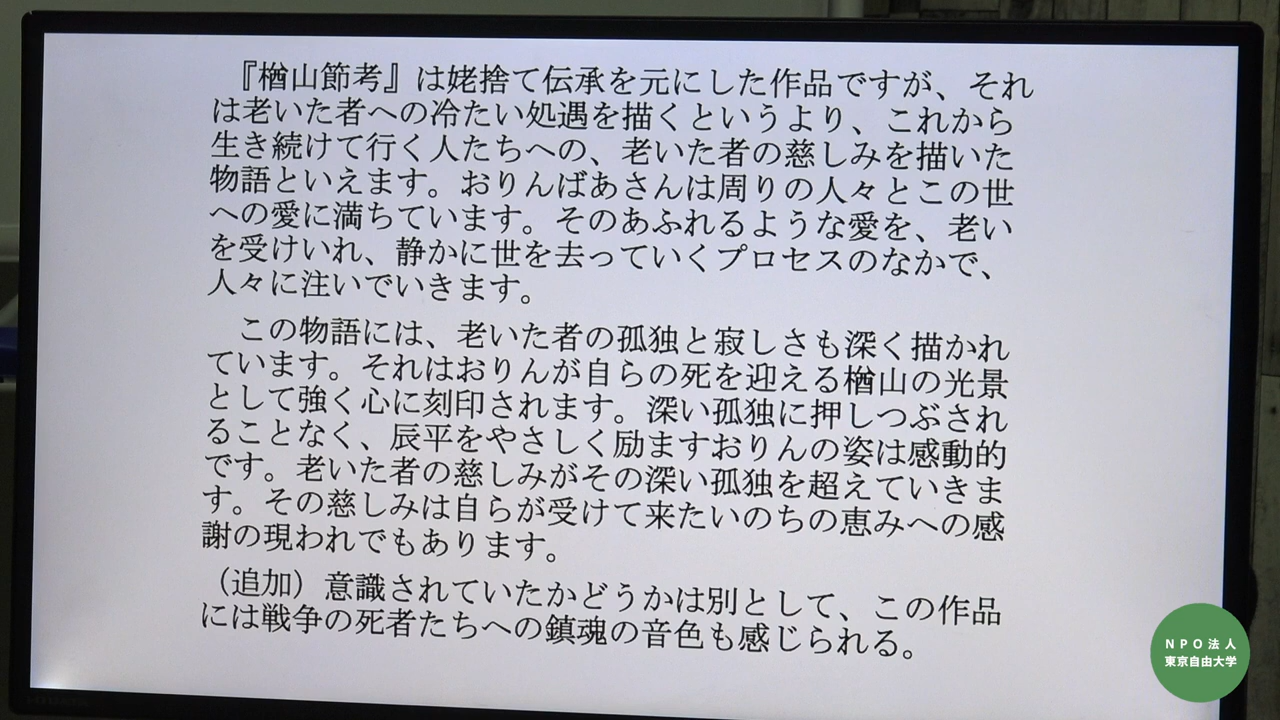 『楢山節考』は姥捨て伝承を元にした作品ですが、それ
は老いた者への冷たい処遇を描くというより、これから
生き続けて行く人たちへの、老いた者の慈しみを描いた
物語といえます。おりんばあさんは周りの人々とこの世
への愛に満ちています。そのあふれるような愛を、老い
を受けいれ、静かに世を去っていくプロセスのなかで、
人々に注いでいきます。
この物語には、老いた者の孤独と寂しさも深く描かれ
ています。それはおりんが自らの死を迎える楢山の光景
として強く心に刻印されます。深い孤独に押しつぶされ
ることなく、辰平をやさしく励ますおりんの姿は感動的
です。老いた者の慈しみがその深い孤独を超えていきま
す。その慈しみは自らが受けて来たいのちの恵みへの感
謝の現われでもあります。
（追加）意識されていたかどうかは別として、この作品
には戦争の死者たちへの鎮魂の音色も感じられる。
NPO法人
東京自由大学